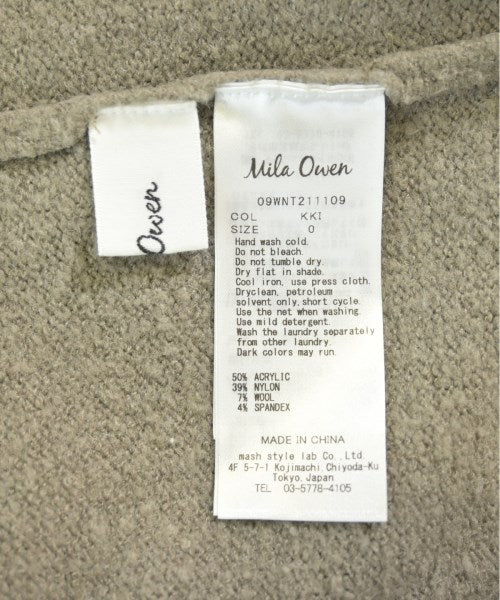 Owen
Mila Owen
09WNT211109
COL KKI
SIZE 0
Hand wash cold.
Do not bleach.
Do not tumble dry.
Dry flat in shade.
Cool iron, use press cloth.
Dryclean, petroleum
solvent only, short cycle.
Use the net when washing.
Use mild detergent.
Wash the laundry separately
from other laundry.
Dark colors may run.
50% ACRYLIC
39% NYLON
7% WOOL
4% SPANDEX
MADE IN CHINA
mash style lab Co., Ltd.
4F 5-7-1 Kojimachi, Chiyoda-Ku
Tokyo, Japan
TEL 03-5778-4105